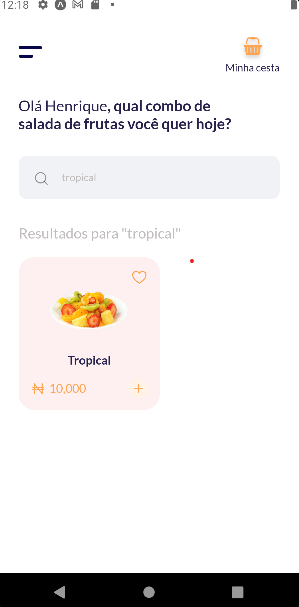 12:18
Minha cesta
Olá Henrique, qual combo de
salada de frutas você quer hoje?
tropical
Resultados para "tropical"
Tropical
₦ 10,000 +